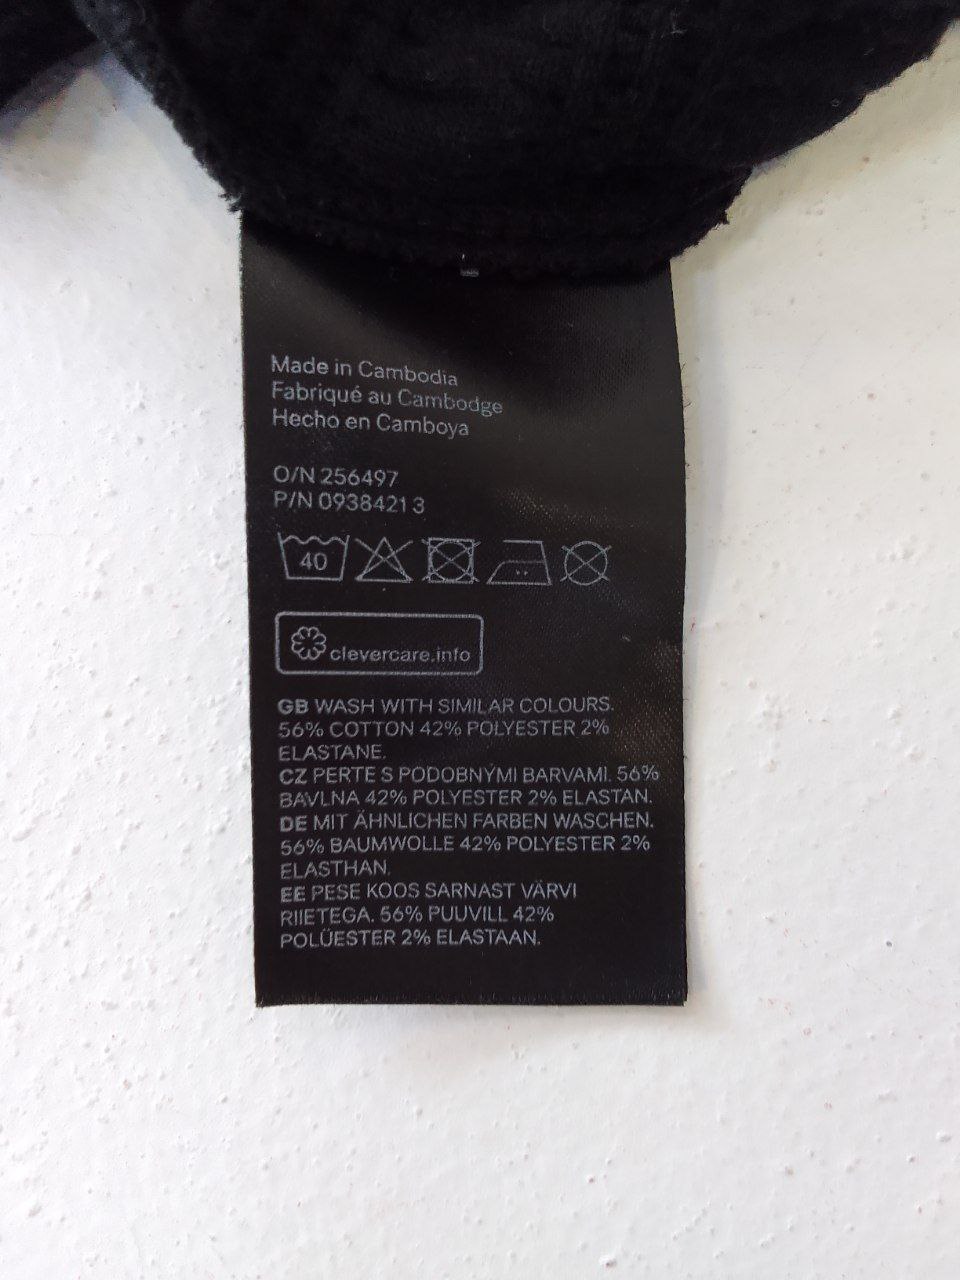 Made in Cambodia
Fabriqué au Cambodge
Hecho en Camboya
O/N 256497
P/N 0938421 3
40
clevercare.info
GB WASH WITH SIMILAR COLOURS.
56% COTTON 42% POLYESTER 2%
ELASTANE.
CZ PERTE S PODOBNÝMI BARVAMI. 56%
BAVLNA 42% POLYESTER 2% ELASTAN.
DE MIT ÄHNLICHEN FARBEN WASCHEN.
56% BAUMWOLLE 42% POLYESTER 2%
ELASTHAN.
EE PESE KOOS SARNAST VÄRVI
RIIETEGA. 56% PUUVILL 42%
POLÜESTER 2% ELASTAAN.